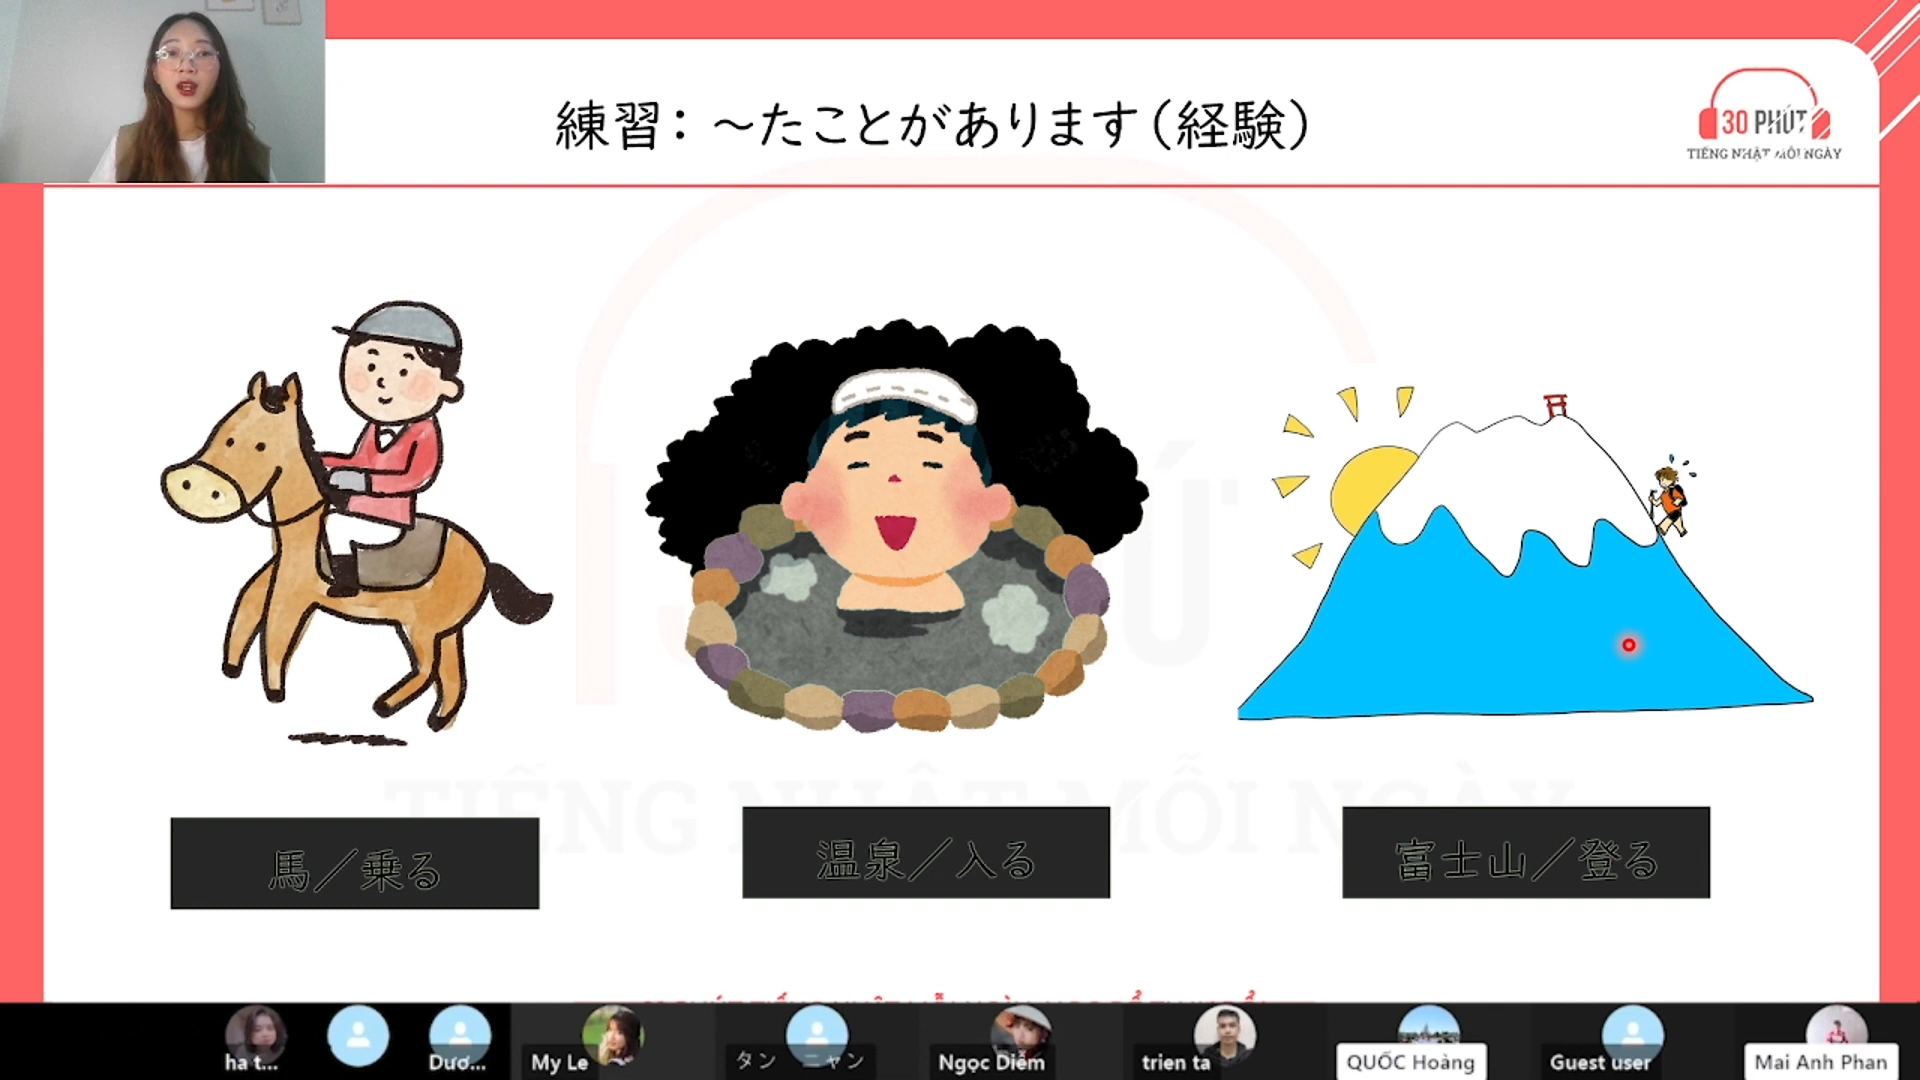 練習：～たことがあります（経験）
30 PHÚT
TIẾNG NHẬT MỖI NGÀY
TIẾNG NHẬT MỖI NGÀY
馬／乗る
温泉／入る
富士山／登る
ha t...
Dươ...
My Le
タン ニャン
Ngọc Diễm
trien ta
QUỐC Hoàng
Guest user
Mai Anh Phan